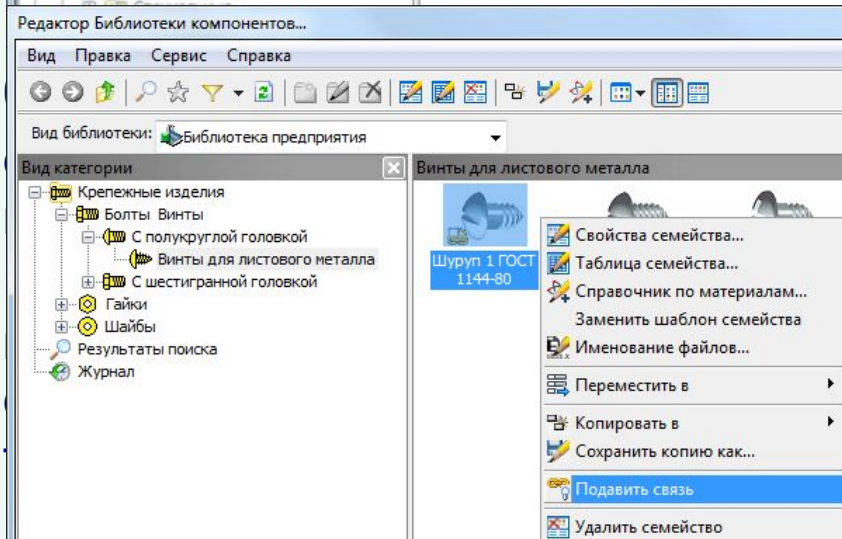 Редактор Библиотеки компонентов...
Вид Правка Сервис Справка
Вид библиотеки: Библиотека предприятия
Вид категории
Винты для листового металла
Крепежные изделия
Болты Винты
С полукруглой головкой
Винты для листового металла
С шестигранной головкой
Гайки
Шайбы
Результаты поиска
Журнал
Шуруп 1 ГОСТ
1144-80
Свойства семейства...
Таблица семейства...
Справочник по материалам...
Заменить шаблон семейства
Именование файлов...
Переместить в
Копировать в
Сохранить копию как...
Подавить связь
Удалить семейство